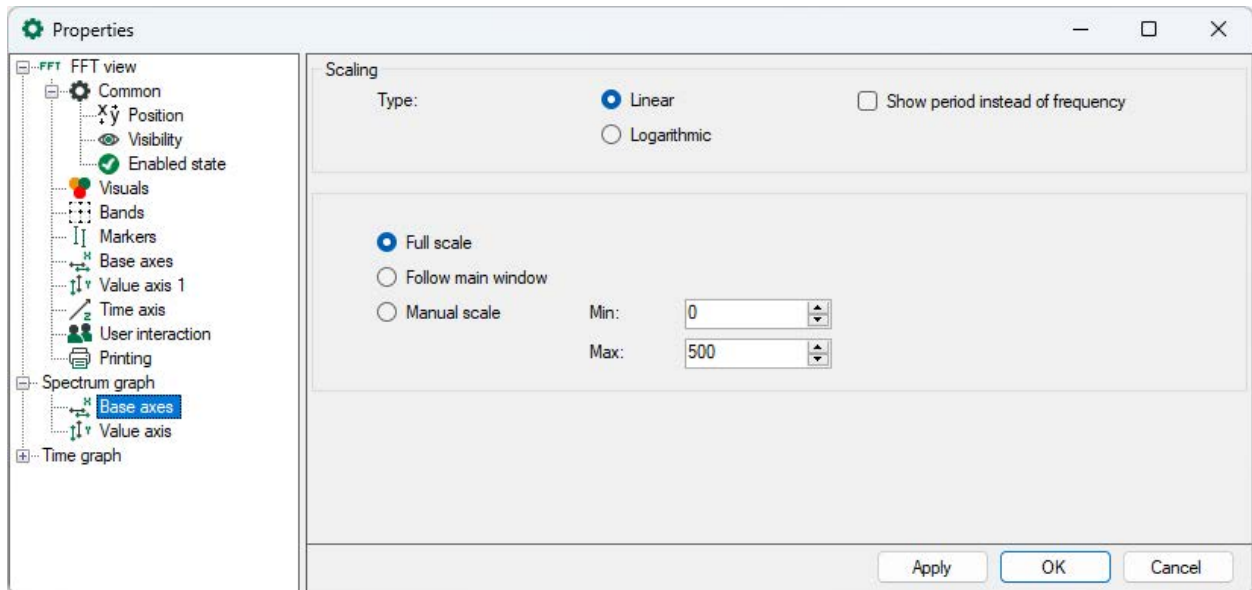 Properties
FFT FFT view
Common
Position
Visibility
Enabled state
Visuals
Bands
Markers
Base axes
Value axis 1
Time axis
User interaction
Printing
Spectrum graph
Base axes
Value axis
Time graph
Scaling
Type:
Linear
Show period instead of frequency
Logarithmic
Full scale
Follow main window
Manual scale
Min:
0
Max:
500
Apply
OK
Cancel